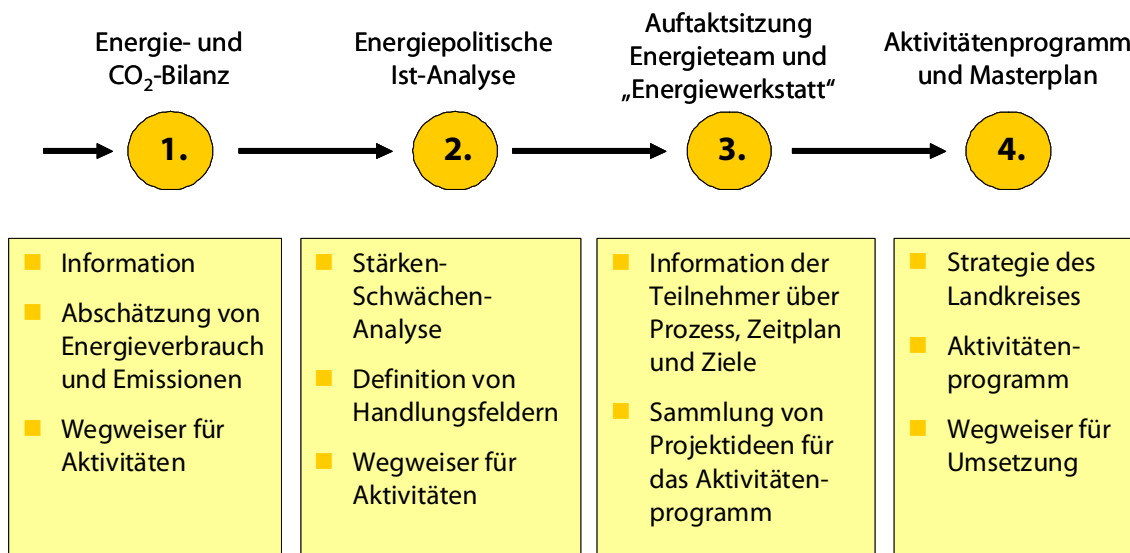 Energie- und
CO₂-Bilanz
Energiepolitische
Ist-Analyse
Auftaktsitzung
Energieteam und
„Energiewerkstatt“
Aktivitätenprogramm
und Masterplan
1.
2.
3.
4.
Information
Abschätzung von
Energieverbrauch
und Emissionen
Wegweiser für
Aktivitäten
Stärken-
Schwächen-
Analyse
Definition von
Handlungsfeldern
Wegweiser für
Aktivitäten
Information der
Teilnehmer über
Prozess, Zeitplan
und Ziele
Sammlung von
Projektideen für
das Aktivitäten-
programm
Strategie des
Landkreises
Aktivitäten-
programm
Wegweiser für
Umsetzung